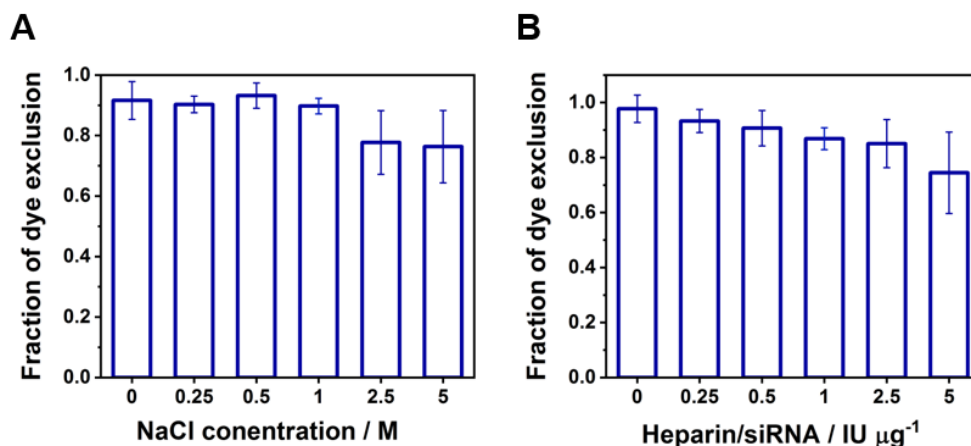 A
B
Fraction of dye exclusion
1.0
0.8
0.6
0.4
0.2
0.0
0 0.25 0.5 1 2.5 5
NaCl conentration / M
Fraction of dye exclusion
1.0
0.8
0.6
0.4
0.2
0.0
0 0.25 0.5 1 2.5 5
Heparin/siRNA / IU μg⁻¹